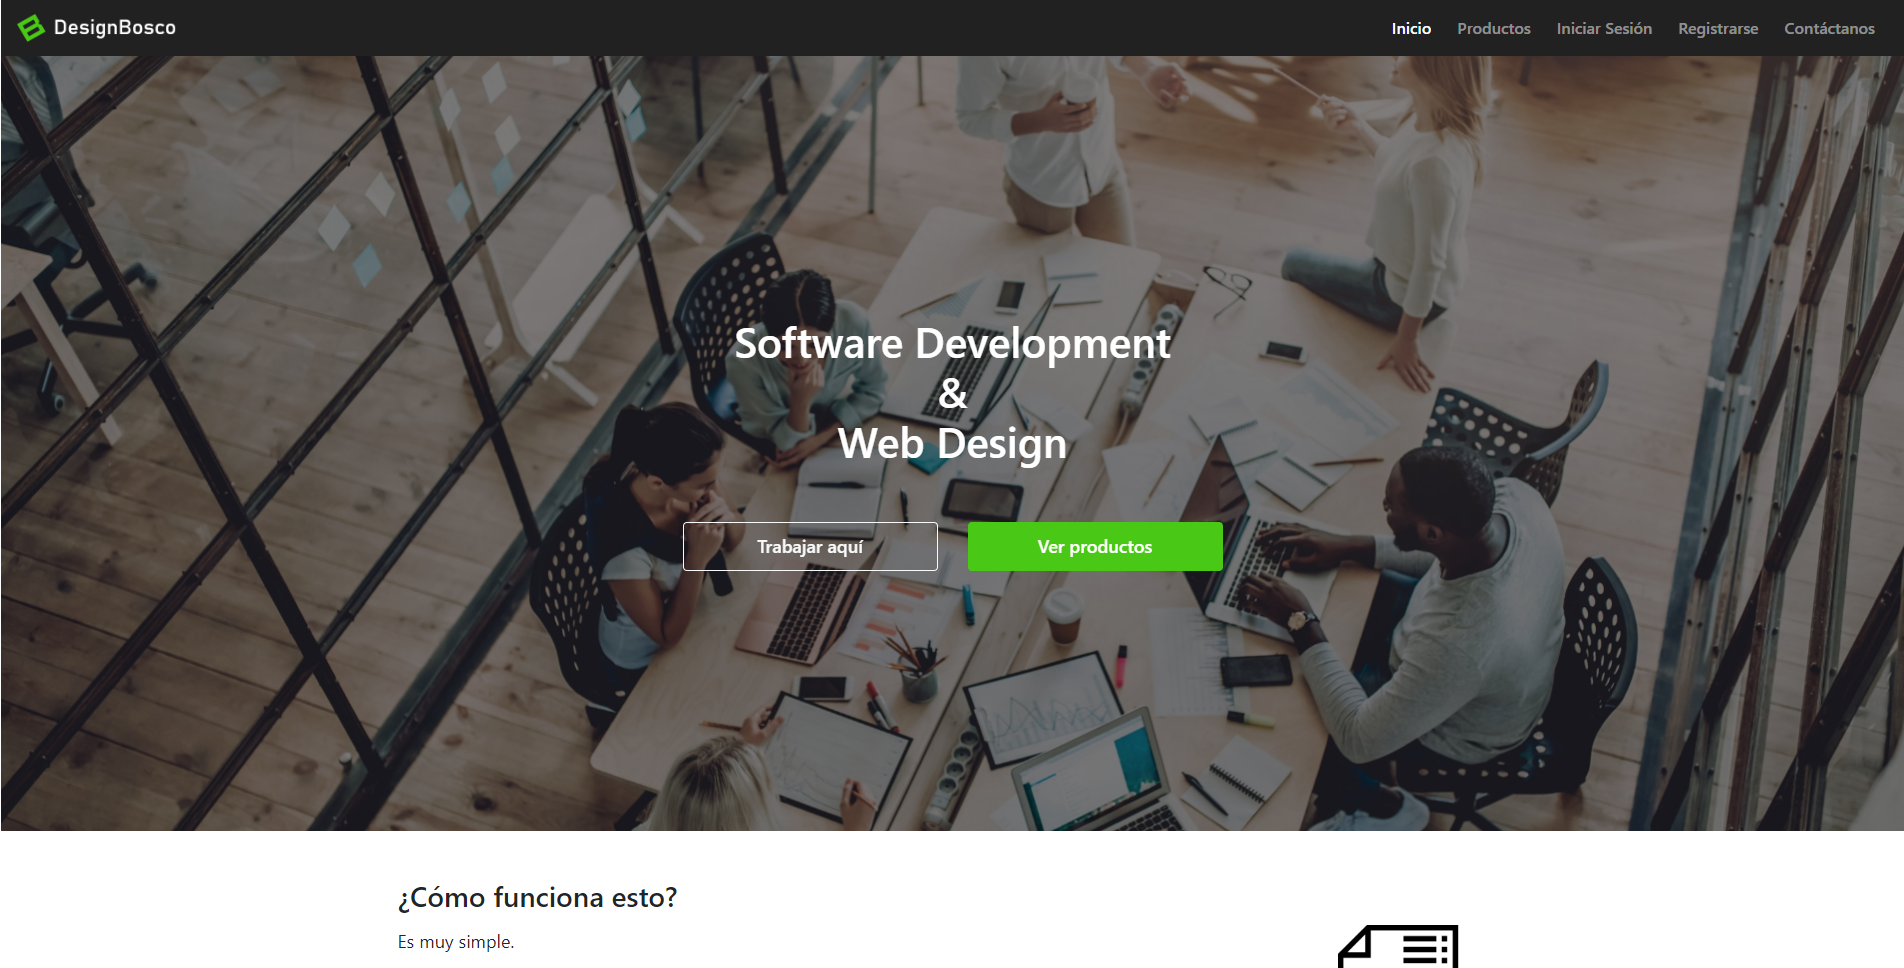 DesignBosco
Inicio Productos Iniciar Sesión Registrarse Contáctanos
Software Development
&
Web Design
Trabajar aquí Ver productos
¿Cómo funciona esto?
Es muy simple.